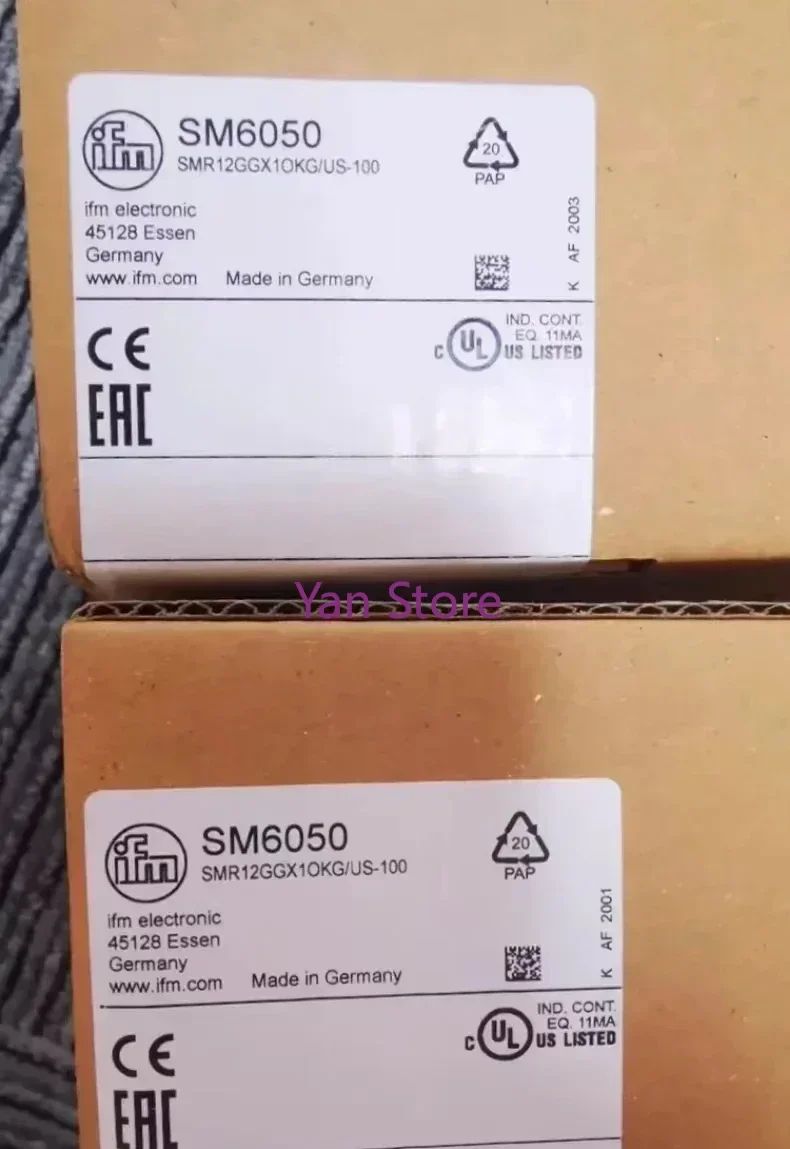 ifm
SM6050
SMR12GGX1OKG/US-100
20
PAP
ifm electronic
45128 Essen
Germany
www.ifm.com Made in Germany
K AF 2003
CE
EAC
C UL US LISTED
IND. CONT.
EQ. 11MA
Yan Store
ifm
SM6050
SMR12GGX1OKG/US-100
20
PAP
ifm electronic
45128 Essen
Germany
www.ifm.com Made in Germany
K AF 2001
CE
EAC
C UL US LISTED
IND. CONT.
EQ. 11MA